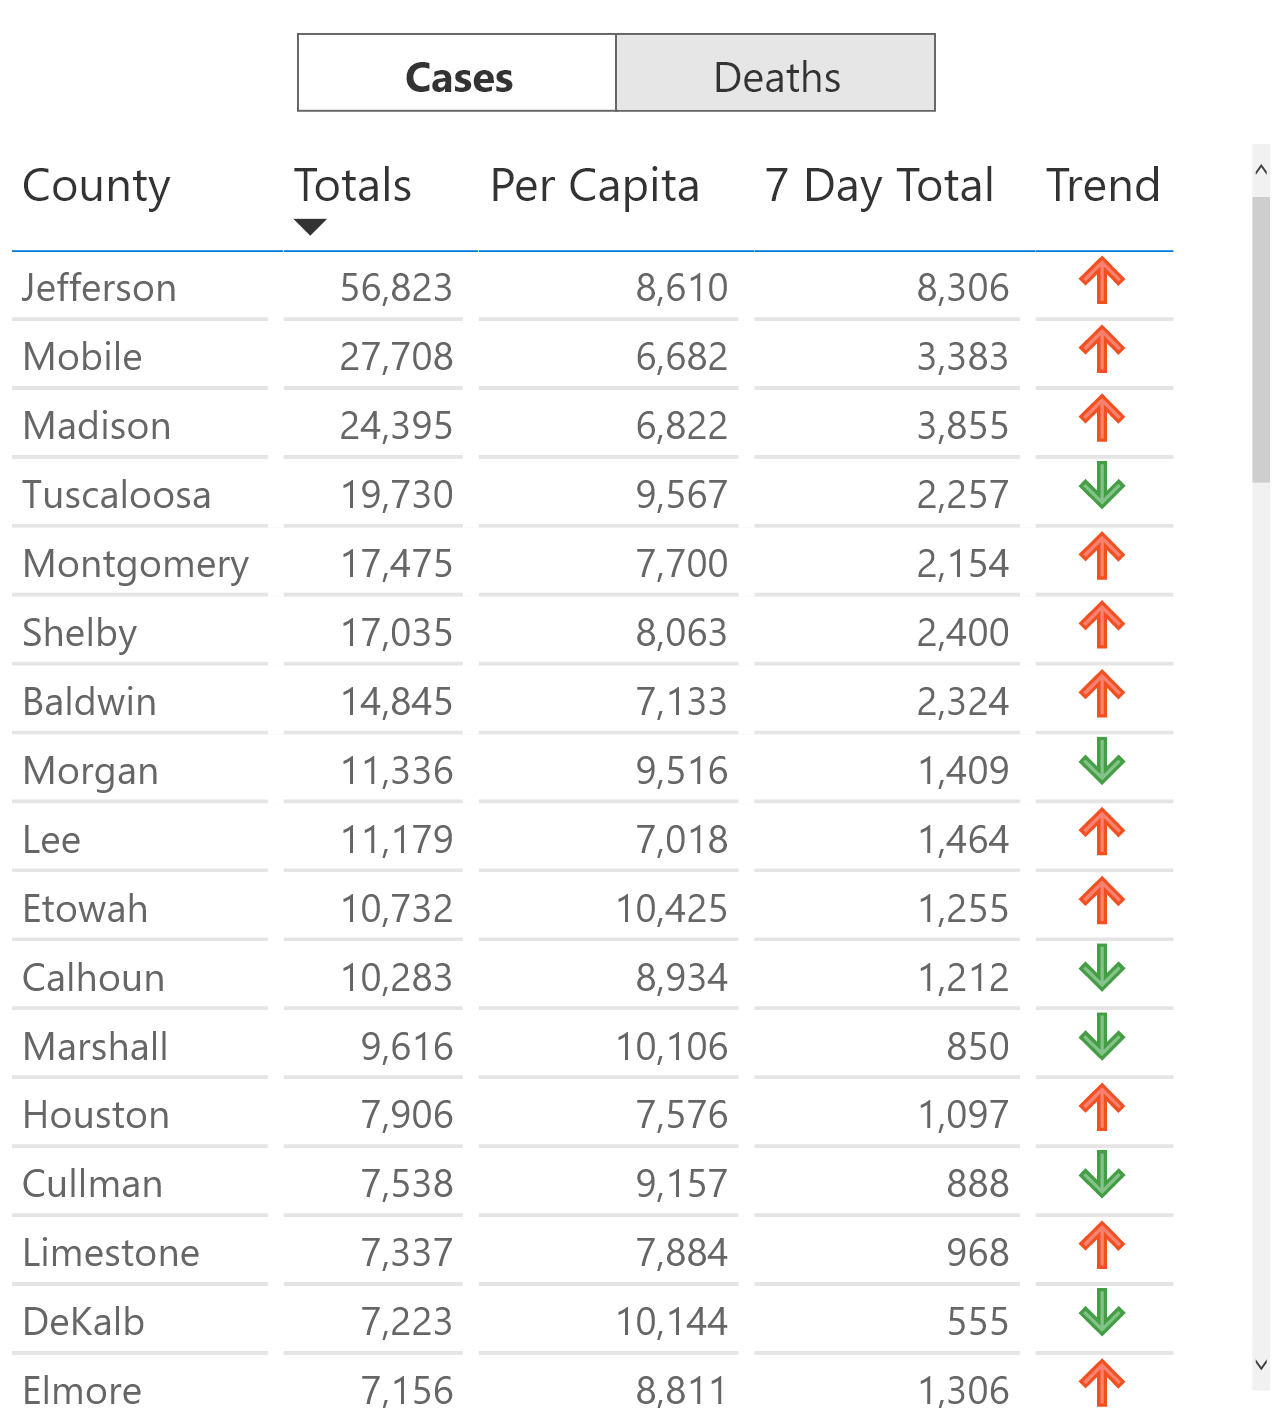 Cases Deaths
County Totals Per Capita 7 Day Total Trend
Jefferson 56,823 8,610 8,306
Mobile 27,708 6,682 3,383
Madison 24,395 6,822 3,855
Tuscaloosa 19,730 9,567 2,257
Montgomery 17,475 7,700 2,154
Shelby 17,035 8,063 2,400
Baldwin 14,845 7,133 2,324
Morgan 11,336 9,516 1,409
Lee 11,179 7,018 1,464
Etowah 10,732 10,425 1,255
Calhoun 10,283 8,934 1,212
Marshall 9,616 10,106 850
Houston 7,906 7,576 1,097
Cullman 7,538 9,157 888
Limestone 7,337 7,884 968
DeKalb 7,223 10,144 555
Elmore 7,156 8,811 1,306